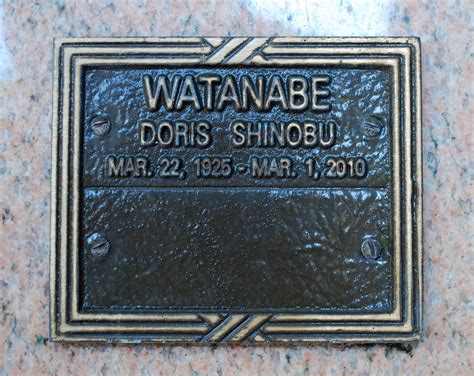 WATANABE
DORIS SHINOBU
MAR. 22, 1925 - MAR. 1, 2010